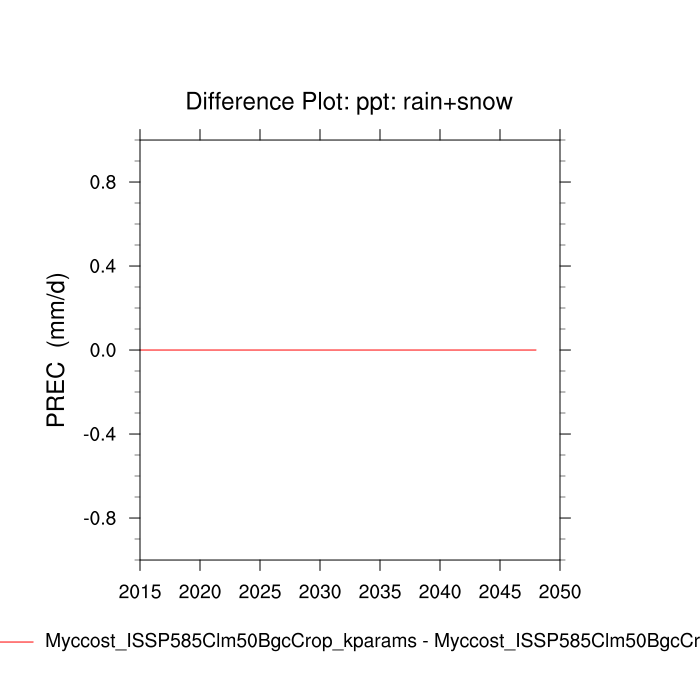 Difference Plot: ppt: rain+snow
0.8
0.4
0.0
-0.4
-0.8
PREC (mm/d)
2015 2020 2025 2030 2035 2040 2045 2050
Myccost_ISSP585Clm50BgcCrop_kparams - Myccost_ISSP585Clm50BgcCr